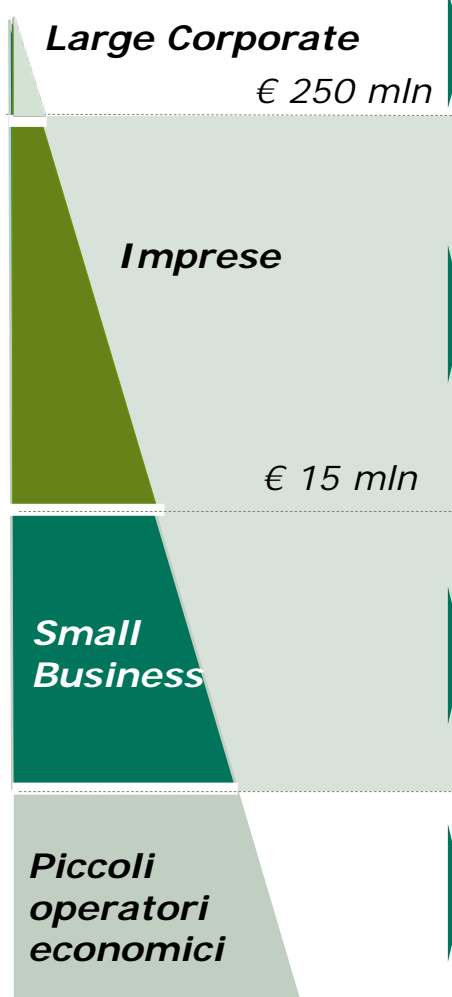 Large Corporate
€ 250 mln
Imprese
€ 15 mln
Small
Business
Piccoli
operatori
economici